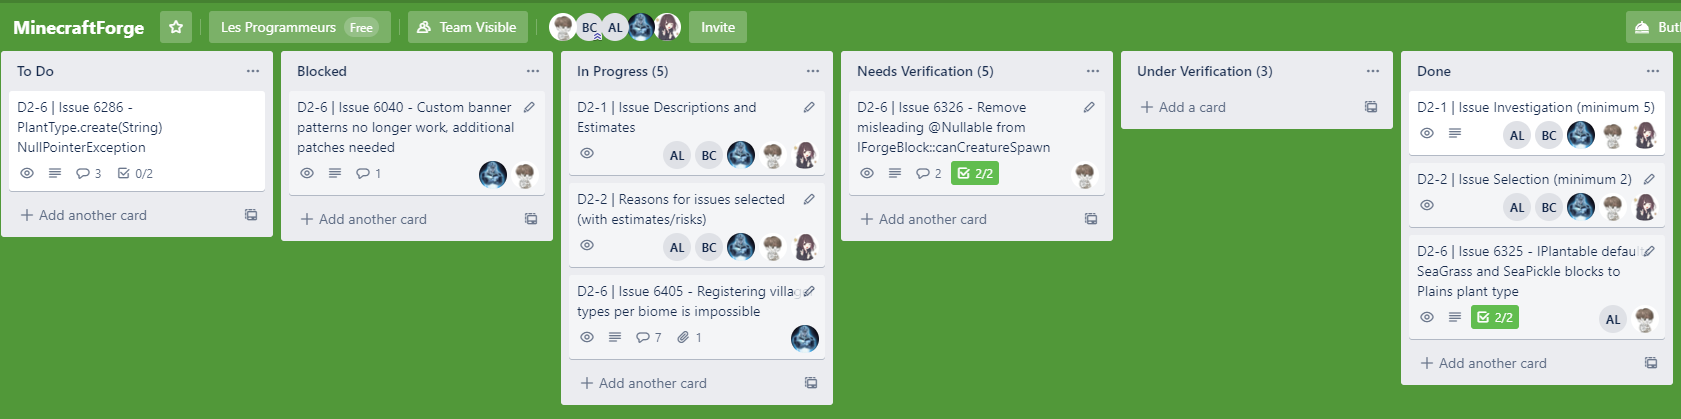 MinecraftForge
Les Programmeurs Free
Team Visible
BC
AL
Invite
To Do
D2-6 | Issue 6286 -
PlantType.create(String)
NullPointerException
3 0/2
+ Add another card
Blocked
D2-6 | Issue 6040 - Custom banner
patterns no longer work, additional
patches needed
1
+ Add another card
In Progress (5)
D2-1 | Issue Descriptions and
Estimates
AL BC
D2-2 | Reasons for issues selected
(with estimates/risks)
AL BC
D2-6 | Issue 6405 - Registering village
types per biome is impossible
7 1
+ Add another card
Needs Verification (5)
D2-6 | Issue 6326 - Remove
misleading @Nullable from
IForgeBlock::canCreatureSpawn
2 2/2
+ Add another card
Under Verification (3)
+ Add a card
Done
D2-1 | Issue Investigation (minimum 5)
AL BC
D2-2 | Issue Selection (minimum 2)
AL BC
D2-6 | Issue 6325 - IPlantable default
SeaGrass and SeaPickle blocks to
Plains plant type
2/2 AL
+ Add another card